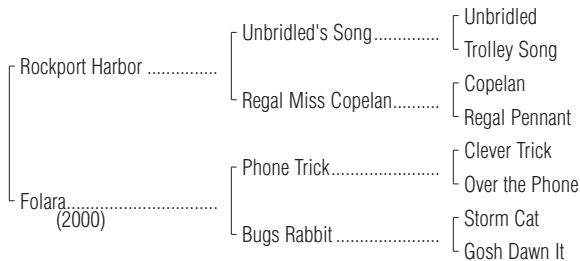 Unbridled
Unbridled's Song..............
Trolley Song
Rockport Harbor ...............
Copelan
Regal Miss Copelan..........
Regal Pennant
Clever Trick
Phone Trick.......................
Over the Phone
Folara................................
(2000)
Storm Cat
Bugs Rabbit ......................
Gosh Dawn It